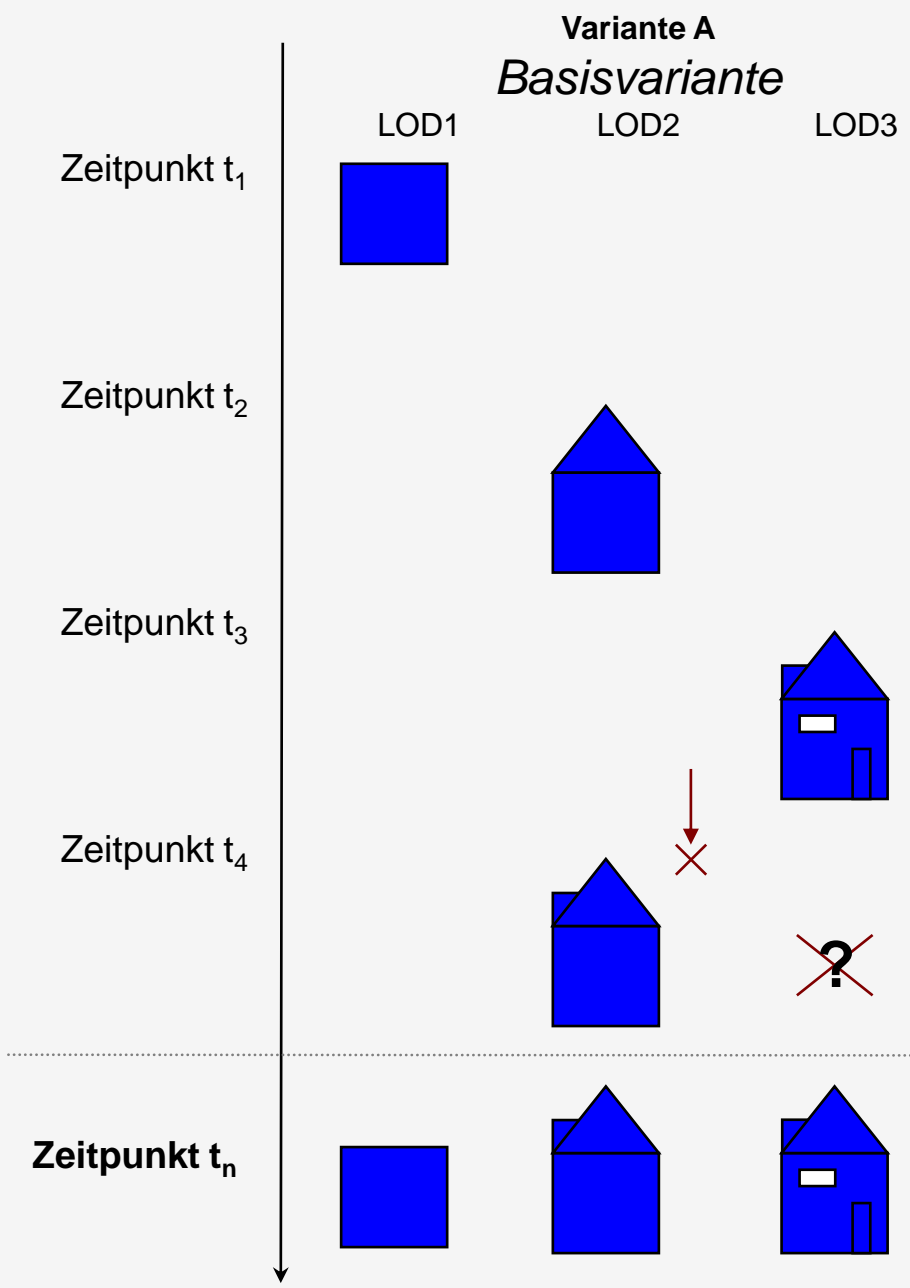 Variante A
Basisvariante
LOD1 LOD2 LOD3
Zeitpunkt t₁
Zeitpunkt t₂
Zeitpunkt t₃
Zeitpunkt t₄
?
Zeitpunkt tₙ